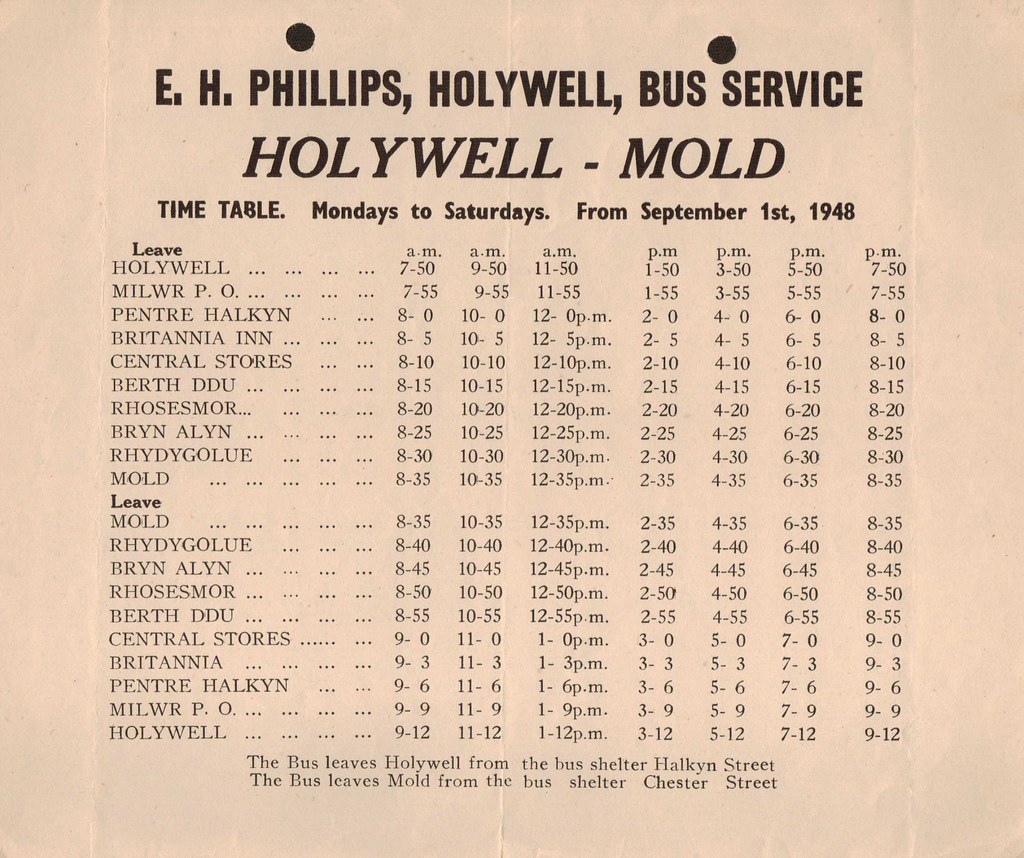 E. H. PHILLIPS, HOLYWELL, BUS SERVICE
HOLYWELL - MOLD
TIME TABLE. Mondays to Saturdays. From September 1st, 1948
Leave a.m. a.m. a.m. p.m p.m. p.m. p.m.
HOLYWELL ... ... ... ... 7-50 9-50 11-50 1-50 3-50 5-50 7-50
MILWR P. O. ... ... ... ... 7-55 9-55 11-55 1-55 3-55 5-55 7-55
PENTRE HALKYN ... ... 8- 0 10- 0 12- 0p.m. 2- 0 4- 0 6- 0 8- 0
BRITANNIA INN ... ... ... 8- 5 10- 5 12- 5p.m. 2- 5 4- 5 6- 5 8- 5
CENTRAL STORES ... ... 8-10 10-10 12-10p.m. 2-10 4-10 6-10 8-10
BERTH DDU ... ... ... ... 8-15 10-15 12-15p.m. 2-15 4-15 6-15 8-15
RHOSESMOR... ... ... ... 8-20 10-20 12-20p.m. 2-20 4-20 6-20 8-20
BRYN ALYN ... ... ... ... 8-25 10-25 12-25p.m. 2-25 4-25 6-25 8-25
RHYDYGOLUE ... ... ... 8-30 10-30 12-30p.m. 2-30 4-30 6-30 8-30
MOLD ... ... ... ... ... 8-35 10-35 12-35p.m. 2-35 4-35 6-35 8-35
Leave
MOLD ... ... ... ... ... 8-35 10-35 12-35p.m. 2-35 4-35 6-35 8-35
RHYDYGOLUE ... ... ... 8-40 10-40 12-40p.m. 2-40 4-40 6-40 8-40
BRYN ALYN ... ... ... ... 8-45 10-45 12-45p.m. 2-45 4-45 6-45 8-45
RHOSESMOR ... ... ... ... 8-50 10-50 12-50p.m. 2-50 4-50 6-50 8-50
BERTH DDU ... ... ... ... 8-55 10-55 12-55p.m. 2-55 4-55 6-55 8-55
CENTRAL STORES ...... ... 9- 0 11- 0 1- 0p.m. 3- 0 5- 0 7- 0 9- 0
BRITANNIA ... ... ... ... 9- 3 11- 3 1- 3p.m. 3- 3 5- 3 7- 3 9- 3
PENTRE HALKYN ... ... 9- 6 11- 6 1- 6p.m. 3- 6 5- 6 7- 6 9- 6
MILWR P. O. ... ... ... ... 9- 9 11- 9 1- 9p.m. 3- 9 5- 9 7- 9 9- 9
HOLYWELL ... ... ... ... 9-12 11-12 1-12p.m. 3-12 5-12 7-12 9-12
The Bus leaves Holywell from the bus shelter Halkyn Street
The Bus leaves Mold from the bus shelter Chester Street